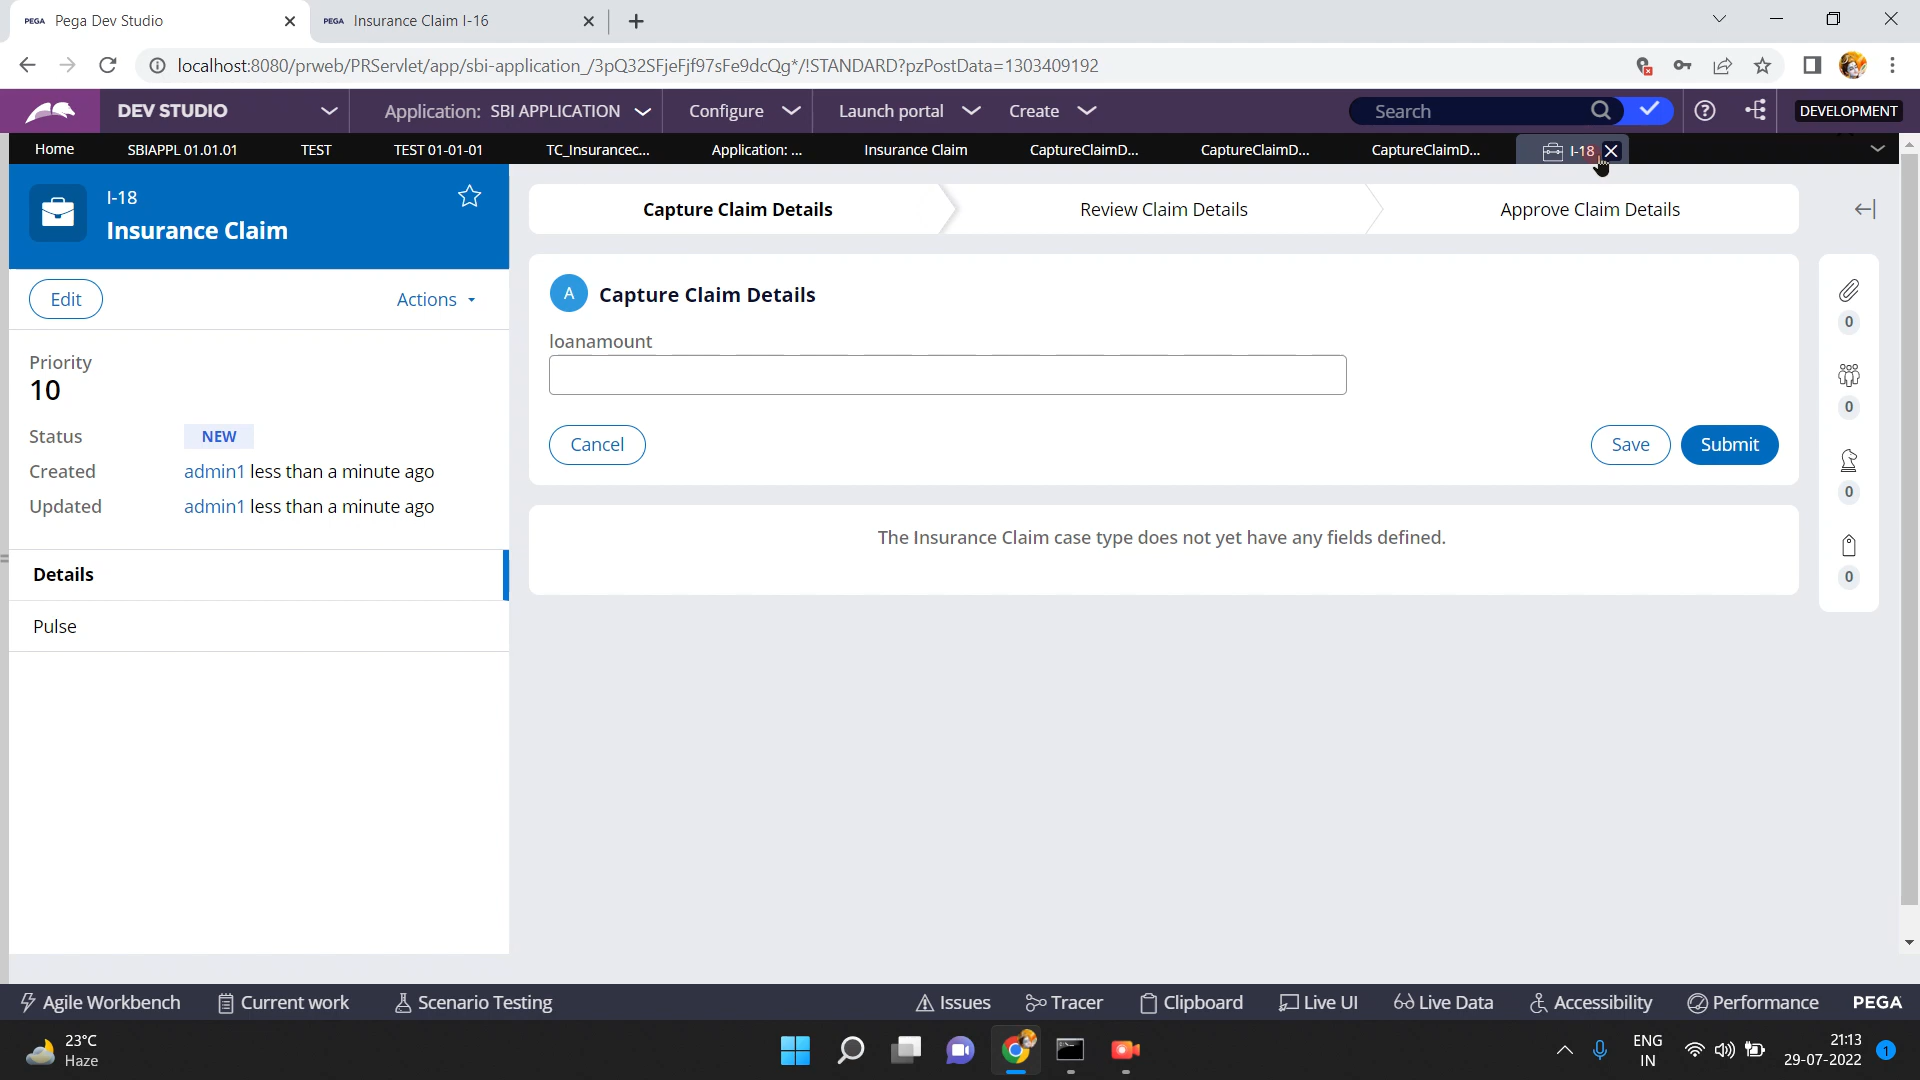 PEGA Pega Dev Studio
PEGA Insurance Claim I-16
localhost:8080/prweb/PRServlet/app/sbi-application_/3pQ32SFjeFjf97sFe9dcQg*/!STANDARD?pzPostData=1303409192
DEV STUDIO
Application: SBI APPLICATION
Configure
Launch portal
Create
Search
DEVELOPMENT
Home
SBIAPPL 01.01.01
TEST
TEST 01-01-01
TC_Insurancec...
Application: ...
Insurance Claim
CaptureClaimD...
CaptureClaimD...
CaptureClaimD...
I-18
I-18
Insurance Claim
Edit
Actions
Priority
10
Status NEW
Created admin1 less than a minute ago
Updated admin1 less than a minute ago
Details
Pulse
Capture Claim Details
Review Claim Details
Approve Claim Details
A Capture Claim Details
loanamount
Cancel
Save
Submit
The Insurance Claim case type does not yet have any fields defined.
0
0
0
0
Agile Workbench
Current work
Scenario Testing
Issues
Tracer
Clipboard
Live UI
Live Data
Accessibility
Performance
PEGA
23°C
Haze
ENG
IN
21:13
29-07-2022
1